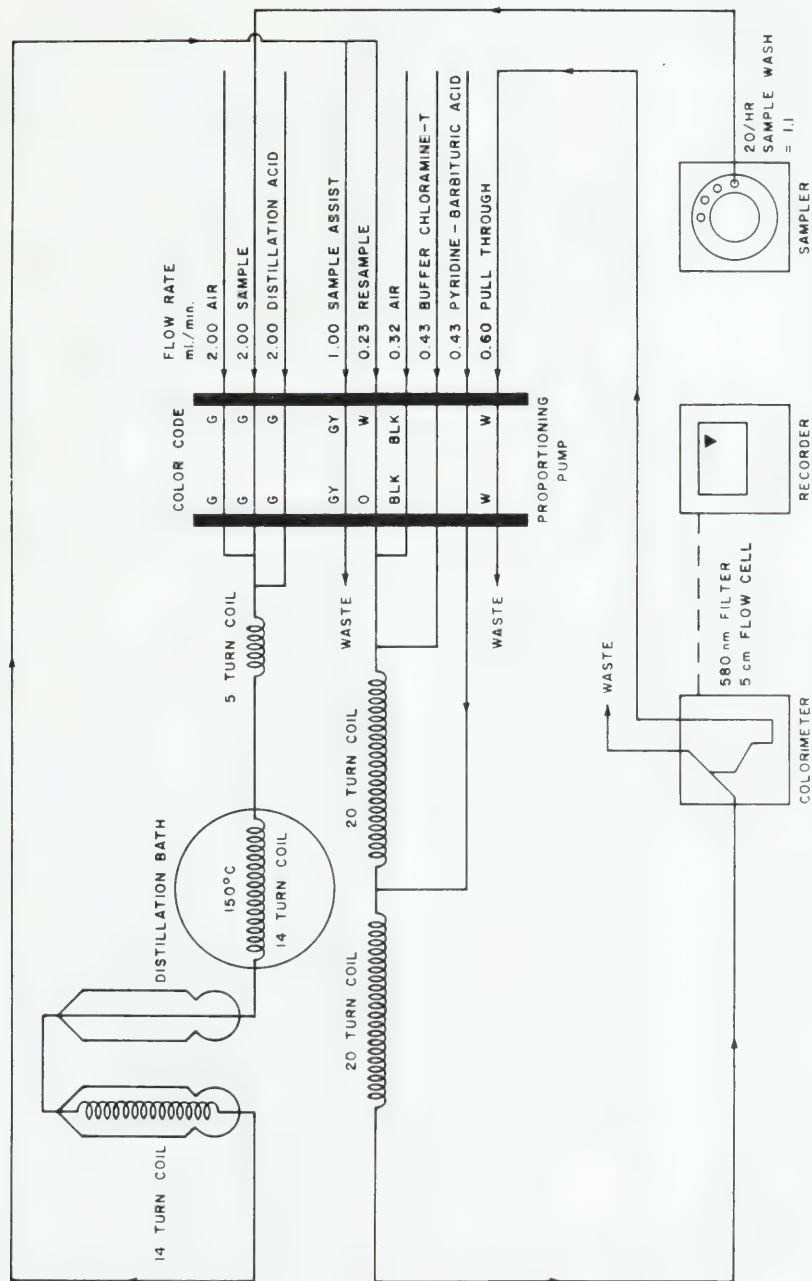 DISTILLATION BATH
14 TURN COIL
150°C
14 TURN COIL
5 TURN COIL
COLOR CODE
FLOW RATE
ml./min.
G G 2.00 AIR
G G 2.00 SAMPLE
G G 2.00 DISTILLATION ACID
WASTE GY GY 1.00 SAMPLE ASSIST
O W 0.23 RESAMPLE
BLK BLK 0.32 AIR
0.43 BUFFER CHLORAMINE-T
0.43 PYRIDINE - BARBITURIC ACID
WASTE W W 0.60 PULL THROUGH
20 TURN COIL
20 TURN COIL
PROPORTIONING
PUMP
WASTE
580 nm FILTER
5 cm FLOW CELL
20/HR
SAMPLE WASH
= 1.1
COLORIMETER
RECORDER
SAMPLER